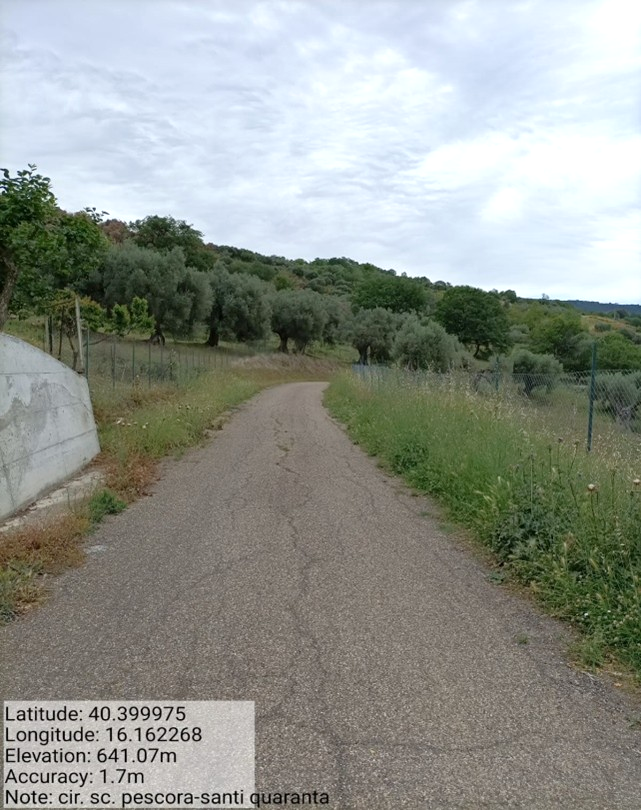 Latitude: 40.399975
Longitude: 16.162268
Elevation: 641.07m
Accuracy: 1.7m
Note: cir. sc. pescora-santi quaranta